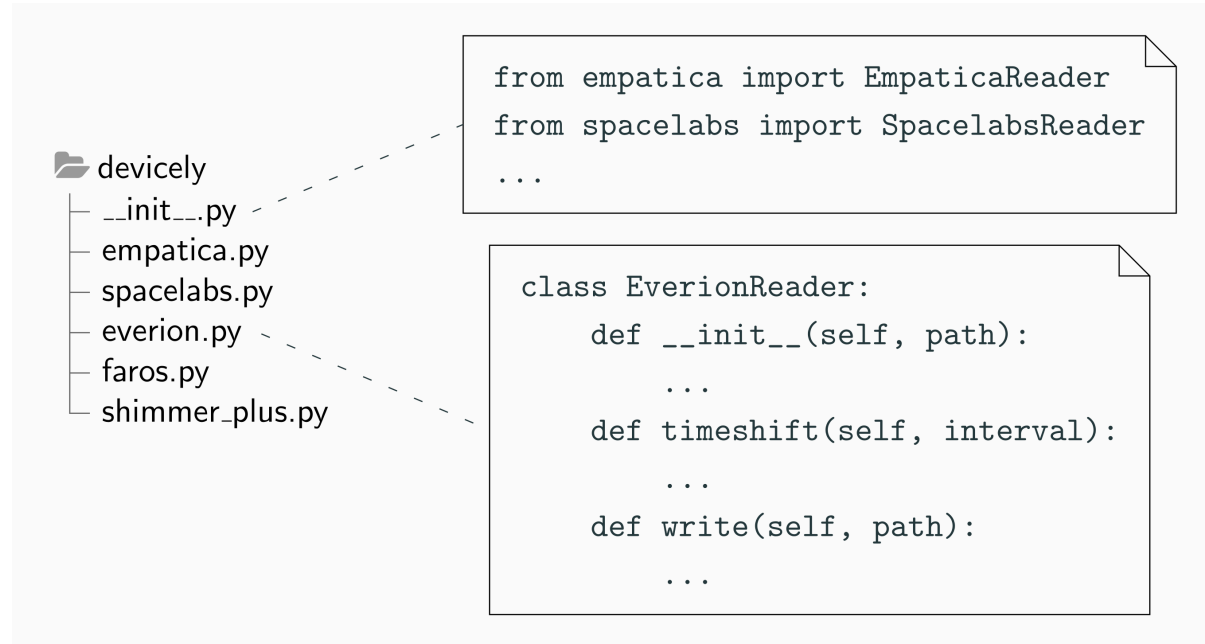 devicely
__init__.py
empatica.py
spacelabs.py
everion.py
faros.py
shimmer_plus.py
from empatica import EmpaticaReader
from spacelabs import SpacelabsReader
...
class EverionReader:
    def __init__(self, path):
        ...
    def timeshift(self, interval):
        ...
    def write(self, path):
        ...